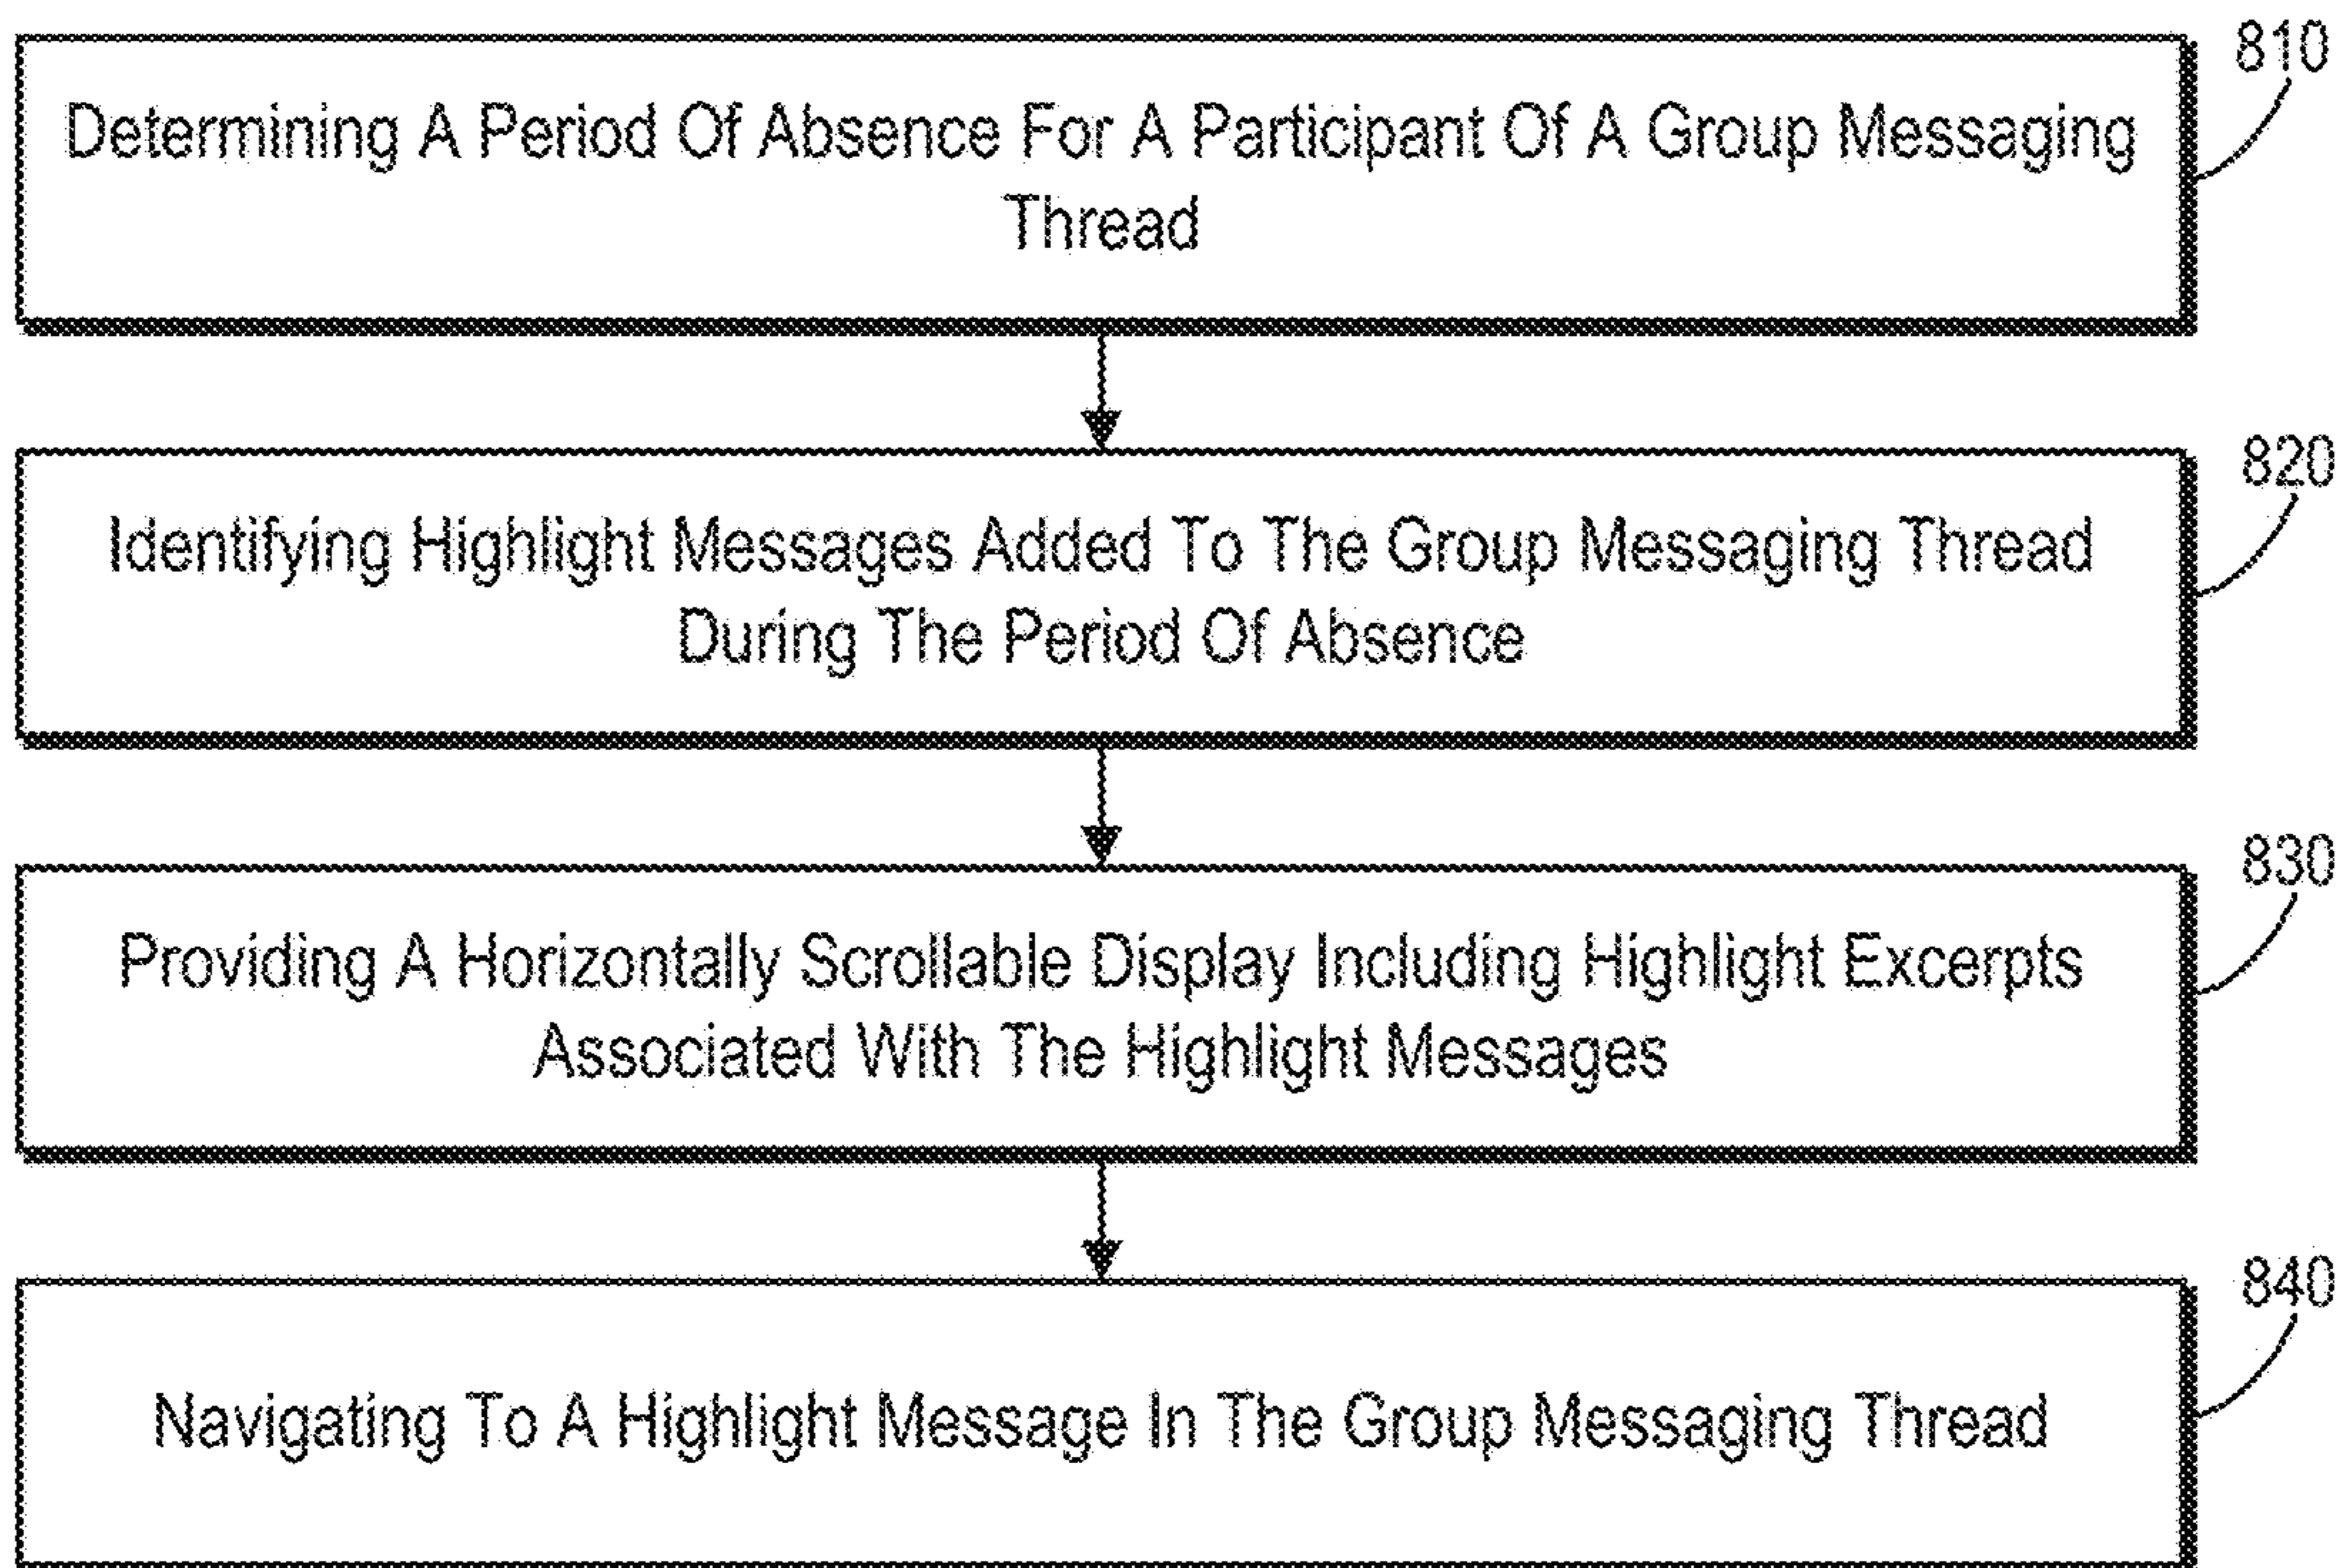 810
Determining A Period Of Absence For A Participant Of A Group Messaging
Thread
820
Identifying Highlight Messages Added To The Group Messaging Thread
During The Period Of Absence
830
Providing A Horizontally Scrollable Display Including Highlight Excerpts
Associated With The Highlight Messages
840
Navigating To A Highlight Message In The Group Messaging Thread